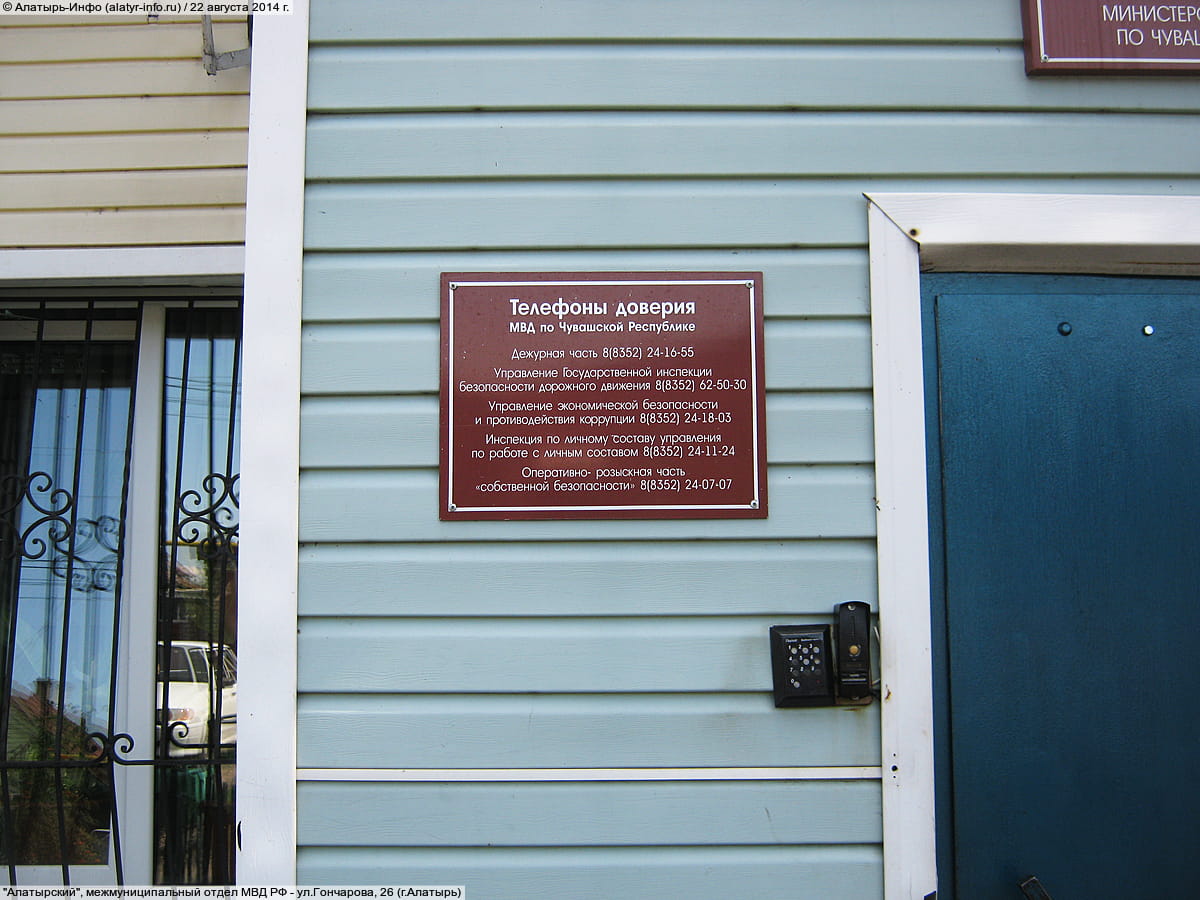 © Алатырь-Инфо (alatyr-info.ru) / 22 августа 2014 г.
МИНИСТЕРС
ПО ЧУВАШ
Телефоны доверия
МВД по Чувашской Республике
Дежурная часть 8(8352) 24-16-55
Управление Государственной инспекции
безопасности дорожного движения 8(8352) 62-50-30
Управление экономической безопасности
и противодействия коррупции 8(8352) 24-18-03
Инспекция по личному составу управления
по работе с личным составом 8(8352) 24-11-24
Оперативно- розыскная часть
«собственной безопасности» 8(8352) 24-07-07
"Алатырский", межмуниципальный отдел МВД РФ - ул.Гончарова, 26 (г.Алатырь)